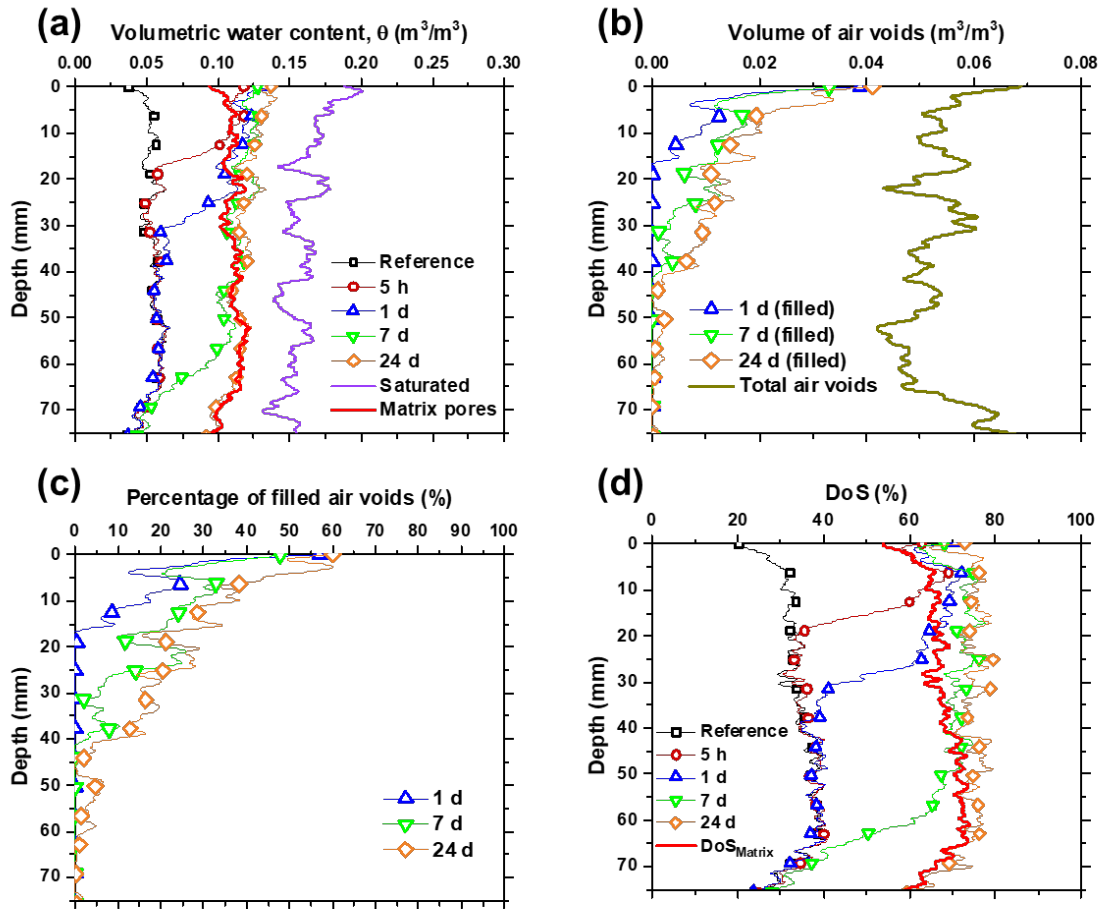 (a)
Volumetric water content, θ (m³/m³)
0.00 0.05 0.10 0.15 0.20 0.25 0.30
Depth (mm)
0
10
20
30
40
50
60
70
Reference
5 h
1 d
7 d
24 d
Saturated
Matrix pores
(b)
Volume of air voids (m³/m³)
0.00 0.02 0.04 0.06 0.08
Depth (mm)
0
10
20
30
40
50
60
70
1 d (filled)
7 d (filled)
24 d (filled)
Total air voids
(c)
Percentage of filled air voids (%)
0 10 20 30 40 50 60 70 80 90 100
Depth (mm)
0
10
20
30
40
50
60
70
1 d
7 d
24 d
(d)
DoS (%)
0 20 40 60 80 100
Depth (mm)
0
10
20
30
40
50
60
70
Reference
5 h
1 d
7 d
24 d
DoS_Matrix